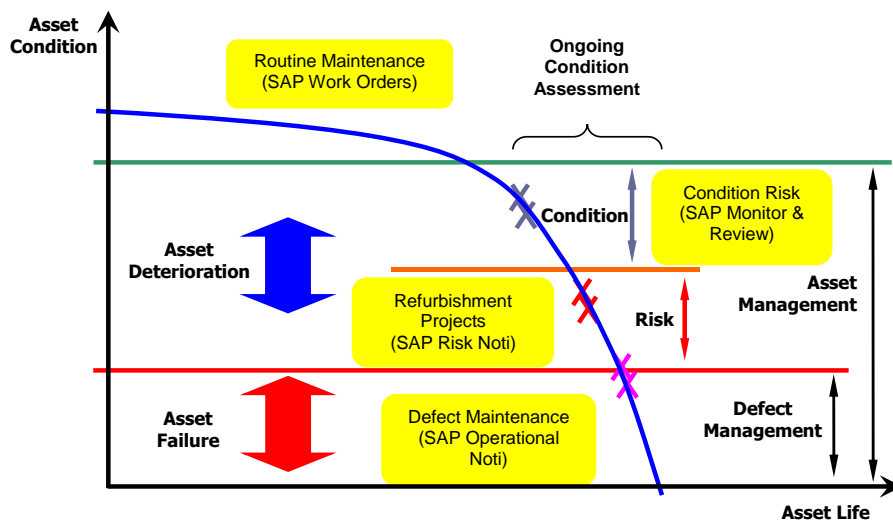 Asset
Condition
Routine Maintenance
(SAP Work Orders)
Ongoing
Condition
Assessment
Condition
Condition Risk
(SAP Monitor &
Review)
Asset
Deterioration
Asset
Management
Refurbishment
Projects
(SAP Risk Noti)
Risk
Asset
Failure
Defect Maintenance
(SAP Operational
Noti)
Defect
Management
Asset Life